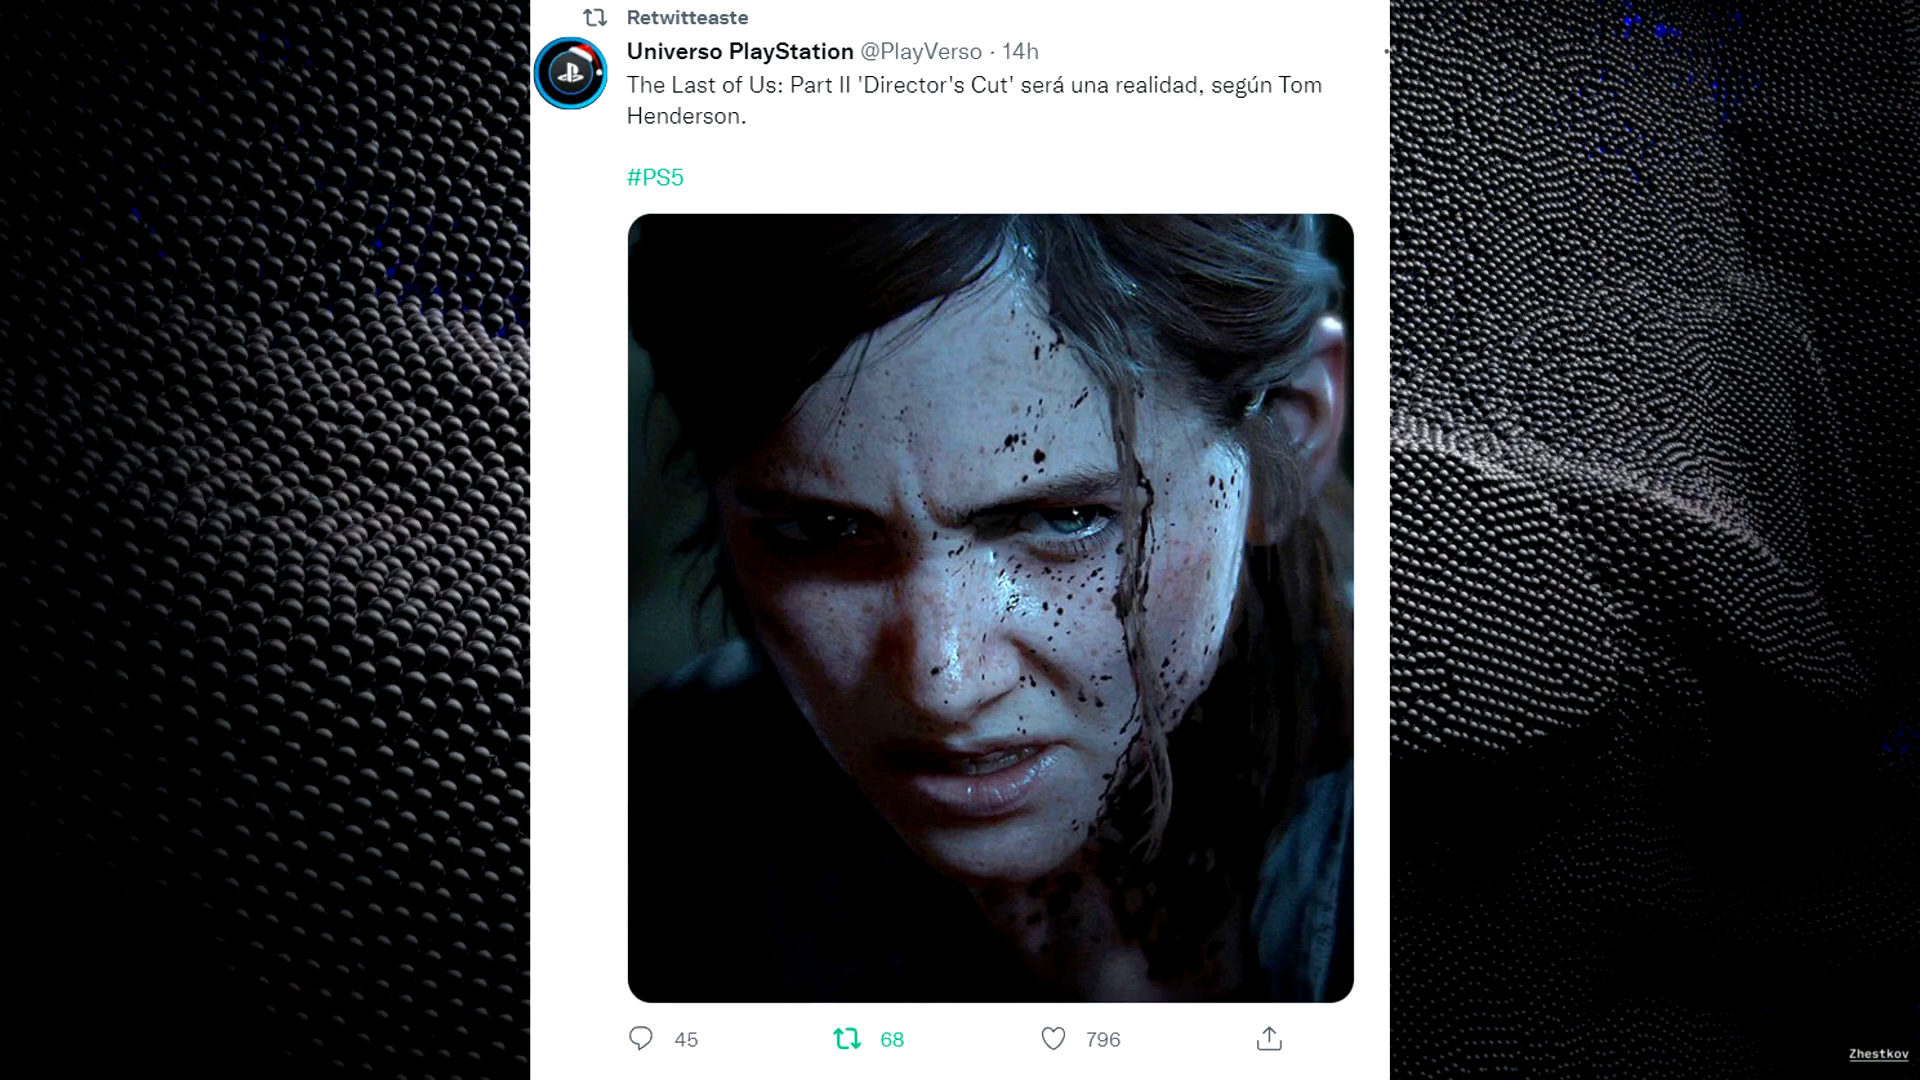 Retwitteaste
Universo PlayStation @PlayVerso · 14h
The Last of Us: Part II 'Director's Cut' será una realidad, según Tom
Henderson.
#PS5
45 68 796
Zhestkov